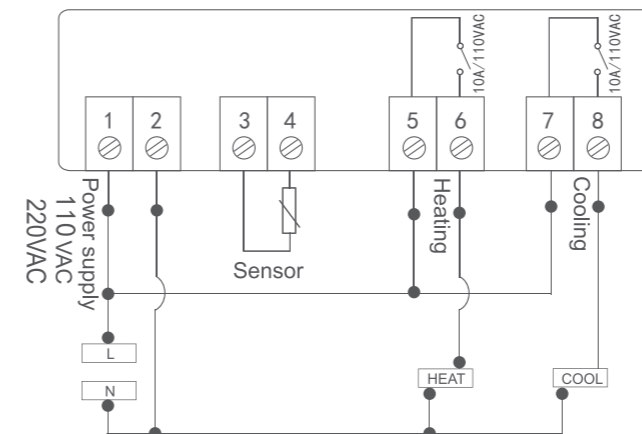 10A/110VAC
10A/110VAC
1 2 3 4 5 6 7 8
Power supply
110 VAC
220VAC
Sensor
Heating
Cooling
L
N
HEAT
COOL